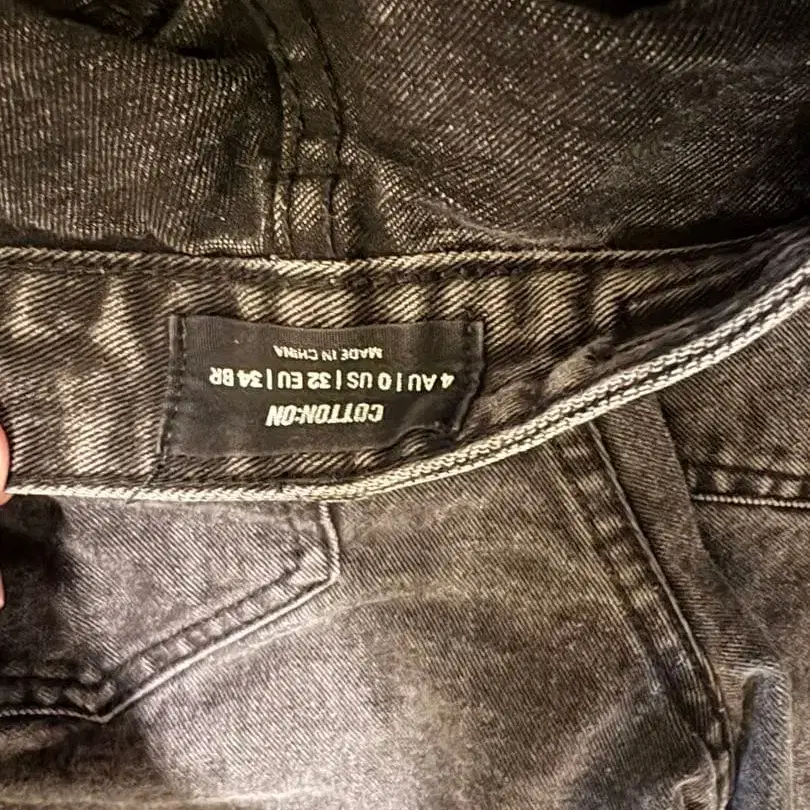 COTTON:ON
4 AU | 0 US | 32 EU | 34 BR
MADE IN CHINA